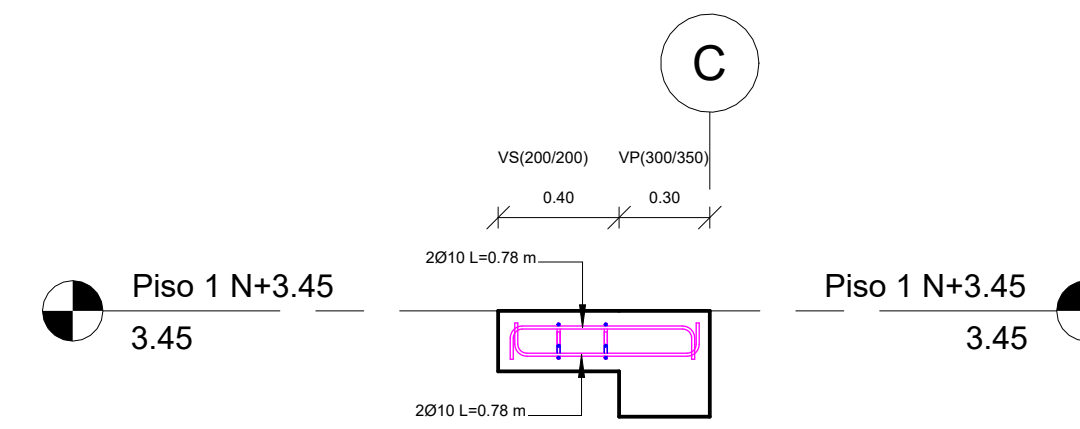 C
VS(200/200) VP(300/350)
0.40 0.30
2Ø10 L=0.78 m
Piso 1 N+3.45 Piso 1 N+3.45
3.45 3.45
2Ø10 L=0.78 m